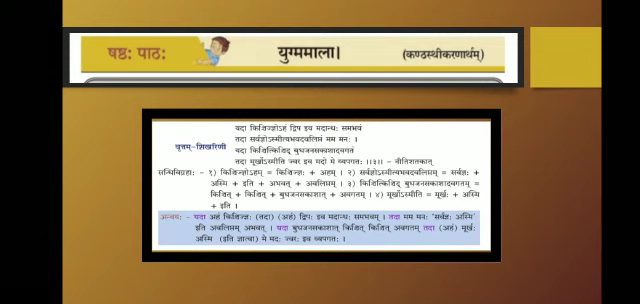 षष्ठः पाठः
युग्ममाला।
(कण्ठस्थीकरणार्थम्)
यदा किञ्चिज्ज्ञोऽहं द्विप इव मदान्धः समभवं
तदा सर्वज्ञोऽस्मीत्यभवदवलिप्तं मम मनः ।
वृत्तम्-शिखरिणी
यदा किञ्चित्किञ्चिद् बुधजनसकाशादवगतं
तदा मूर्खोऽस्मीति ज्वर इव मदो मे व्यपगतः ।।३।। - नीतिशतकात्
सन्धिविग्रहः - १) किञ्चिज्ज्ञोऽहम् = किञ्चिज्ज्ञः + अहम् । २) सर्वज्ञोऽस्मीत्यभवदवलिप्तम् = सर्वज्ञः +
अस्मि + इति + अभवत् + अवलिप्तम् । ३) किञ्चित्किञ्चिद् बुधजनसकाशादवगतम् =
किञ्चित् + किञ्चित् + बुधजनसकाशात् + अवगतम् । ४) मूर्खोऽस्मीति = मूर्खः + अस्मि
+ इति ।
अन्वयः - यदा अहं किञ्चिज्ज्ञः (तदा) (अहं) द्विपः इव मदान्धः समभवम् । तदा मम मनः 'सर्वज्ञः अस्मि'
इति अवलिप्तम् अभवत् । यदा बुधजनसकाशात् किञ्चित् किञ्चित् अवगतम् तदा (अहं) मूर्खः
अस्मि (इति ज्ञात्वा) मे मदः ज्वरः इव व्यपगतः ।